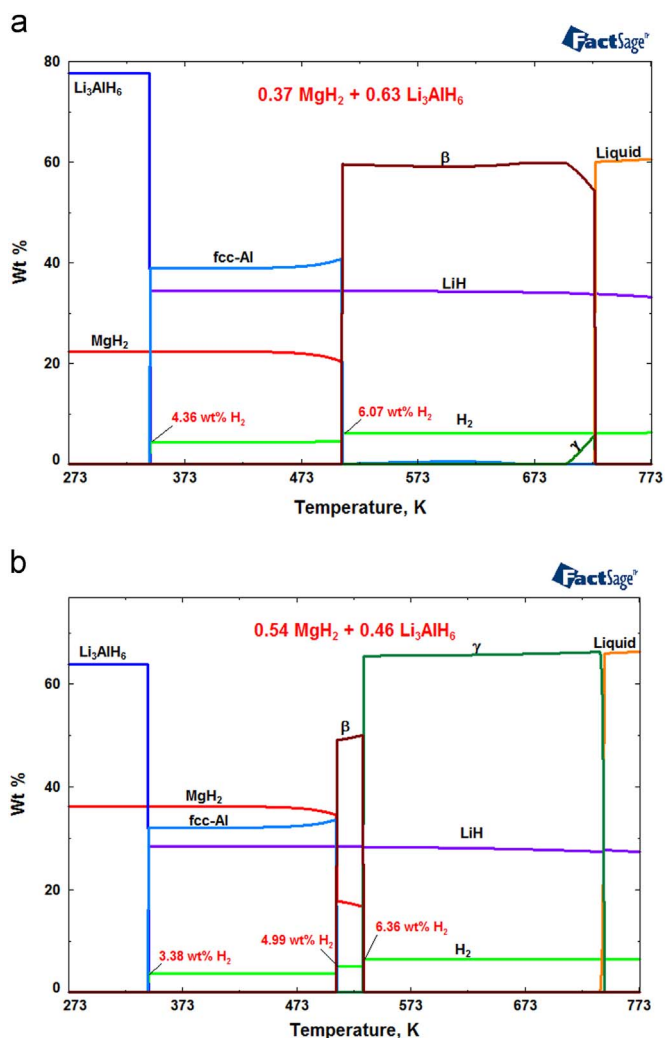 a
FactSage
80
60
40
20
0
Wt %
0.37 MgH₂ + 0.63 Li₃AlH₆
Li₃AlH₆
β
Liquid
fcc-Al
LiH
MgH₂
4.36 wt% H₂
6.07 wt% H₂
H₂
γ
273 373 473 573 673 773
Temperature, K
b
FactSage
60
40
20
0
Wt %
0.54 MgH₂ + 0.46 Li₃AlH₆
Li₃AlH₆
γ
Liquid
β
MgH₂
fcc-Al
LiH
3.38 wt% H₂
4.99 wt% H₂
6.36 wt% H₂
H₂
273 373 473 573 673 773
Temperature, K